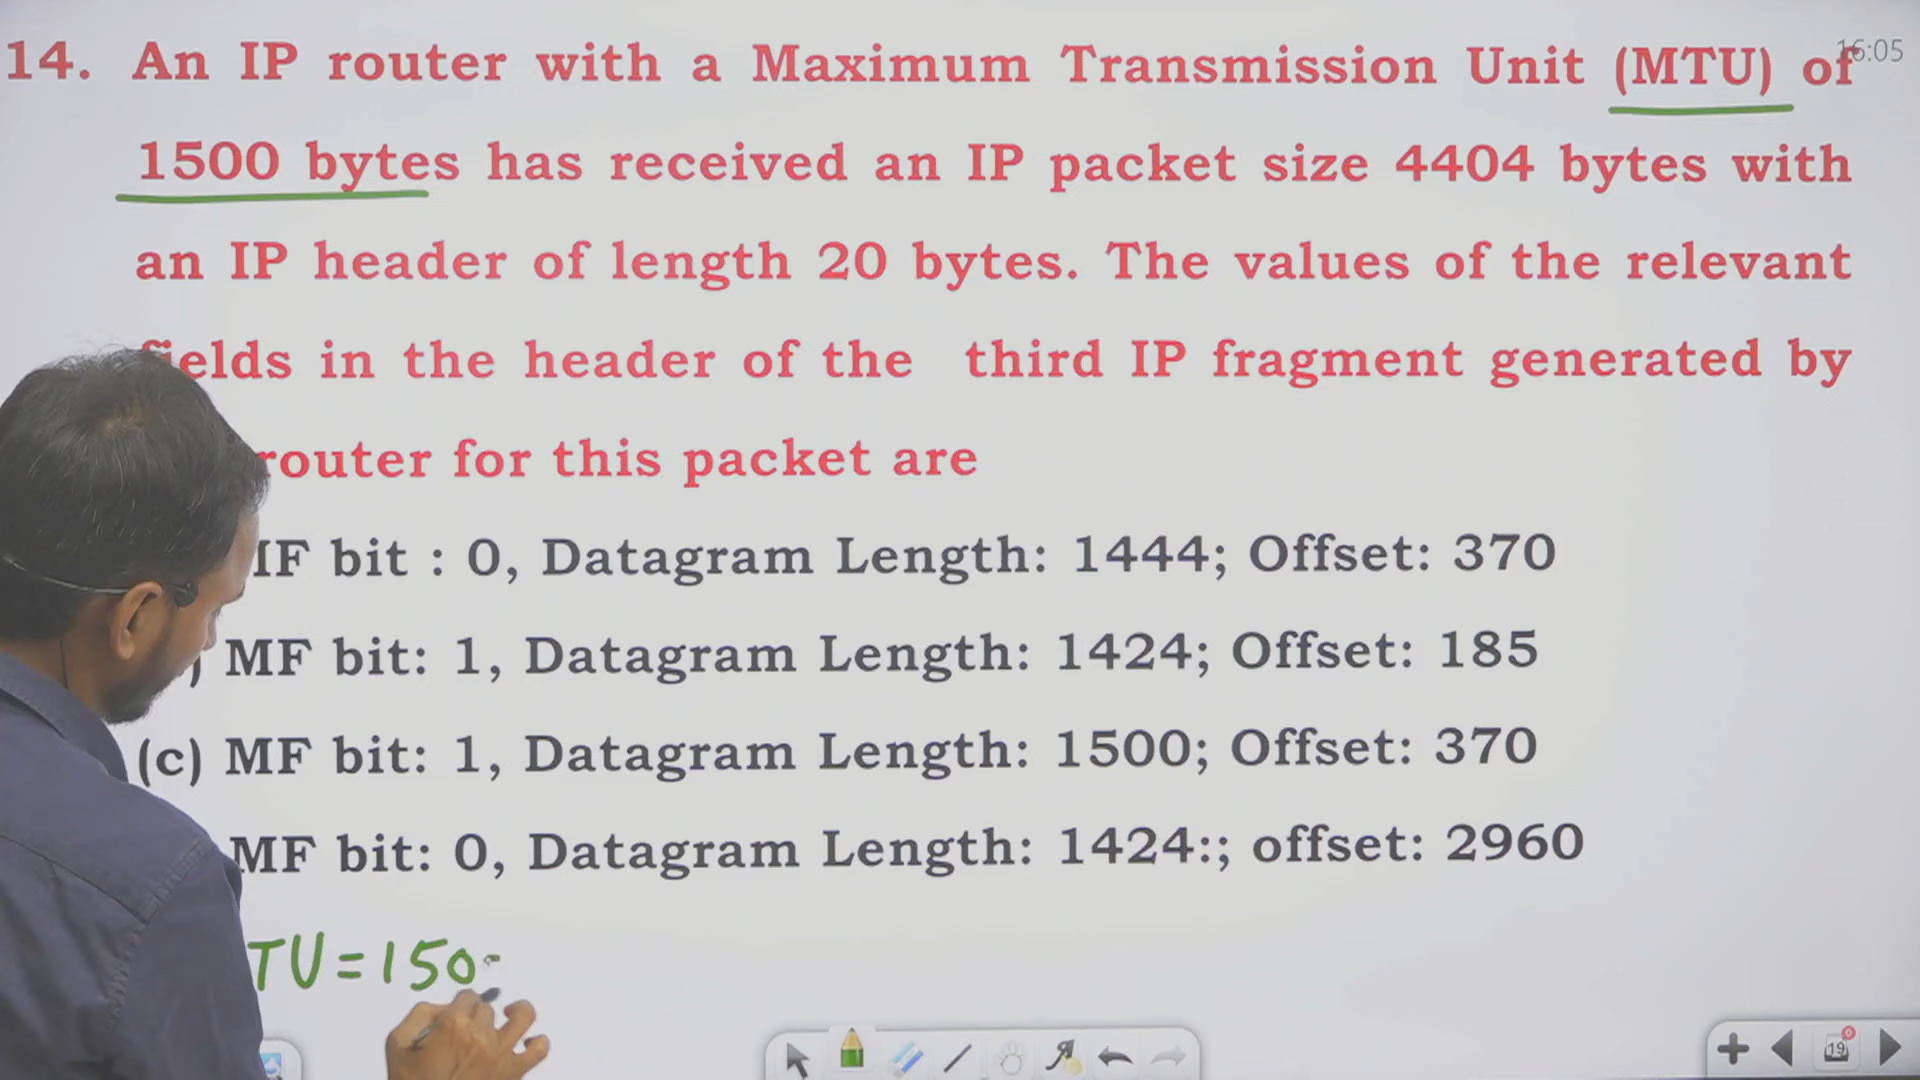 16:05
14. An IP router with a Maximum Transmission Unit (MTU) of
1500 bytes has received an IP packet size 4404 bytes with
an IP header of length 20 bytes. The values of the relevant
fields in the header of the third IP fragment generated by
router for this packet are
MF bit : 0, Datagram Length: 1444; Offset: 370
) MF bit: 1, Datagram Length: 1424; Offset: 185
(c) MF bit: 1, Datagram Length: 1500; Offset: 370
MF bit: 0, Datagram Length: 1424:; offset: 2960
TU = 150
19